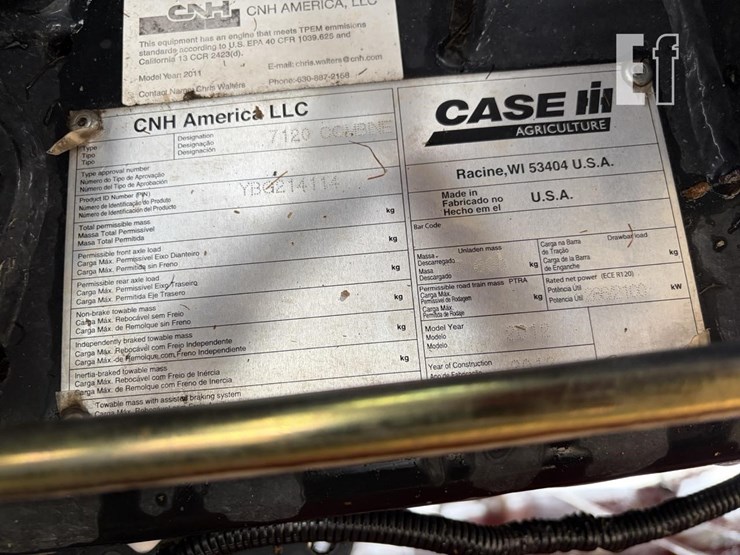 CNH
CNH AMERICA, LLC
This equipment has an engine that meets TPEM emmisions
standards according to U.S. EPA 40 CFR 1039.625 and
California 13 CCR 2423(d).
Model Year: 2011
E-mail: chris.walters@cnh.com
Contact Name: Chris Walters
Phone: 630-887-2158
Ef
CNH America LLC
Type
Tipo
Tipo
Designation
Designação
Designación
7120 COMBINE
Type approval number
Número de Tipo de Aprovação
Número de Tipo de Aprobación
Product ID Number (PIN)
Número de Identificação do Produto
Número de Identificación del Producto
YBG214114
Total permissible mass
Massa Total Permissível
Masa Total Permitida
kg
Permissible front axle load
Carga Máx. Permissível Eixo Dianteiro
Carga Máx. Permitida sin Freno
kg
Permissible rear axle load
Carga Máx. Permissível Eixo Traseiro
Carga Máx. Permitida Eje Trasero
kg
Non-brake towable mass
Carga Máx. Rebocável sem Freio
Carga Máx. de Remolque sin Freno
kg
Independently braked towable mass
Carga Máx. Rebocável com Freio Independente
Carga Máx. de Remolque con Freno Independiente
kg
Inertia-braked towable mass
Carga Máx. Rebocável com Freio de Inércia
Carga Máx. de Remolque con Freno de Inercia
Towable mass with assisted braking system
CASE IH
AGRICULTURE
Racine, WI 53404 U.S.A.
Made in
Fabricado no
Hecho em el
U.S.A.
Bar Code
Massa
Descarregado
Masa
Descargado
Unladen mass
kg
Carga na Barra
de Tração
Carga de la Barra
de Enganche
Drawbar load
kg
Permissible road train mass PTRA
Carga Máx.
Permissível de Rodagem
Carga Máx.
Permitida de Rodaje
kg
Rated net power (ECE R120)
Potência Útil
Potencia Útil
kW
Model Year
Modelo
Modelo
Year of Construction